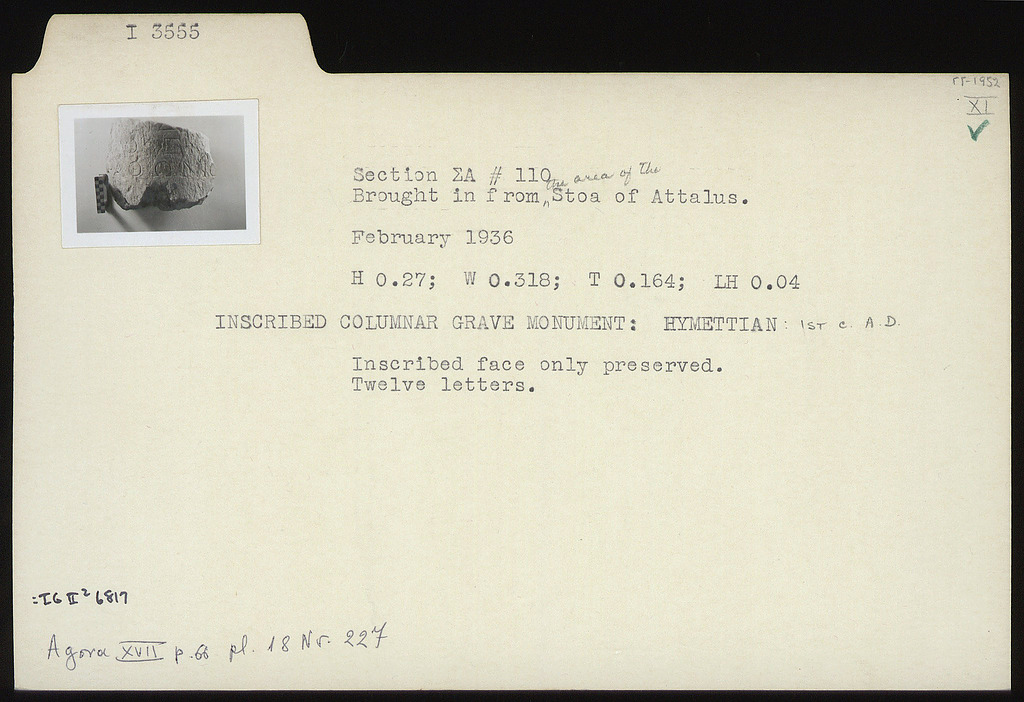 I 3555
ΓΓ-1952
XI
Section ΣA # 110
the area of the
Brought in from Stoa of Attalus.
February 1936
H 0.27; W 0.318; T 0.164; LH 0.04
INSCRIBED COLUMNAR GRAVE MONUMENT: HYMETTIAN: 1ST C. A.D.
Inscribed face only preserved.
Twelve letters.
=IG II² 6817
Agora XVII p.66 pl. 18 Nr. 227